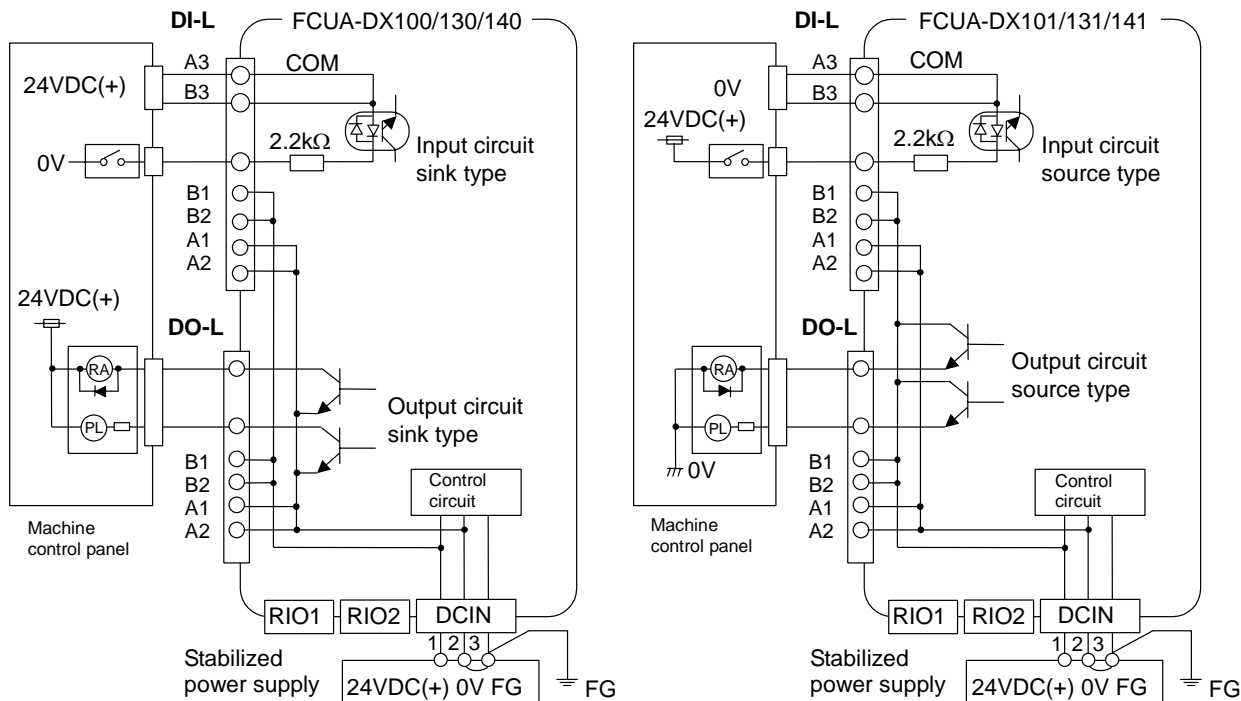 DI-L
FCUA-DX100/130/140
A3
COM
24VDC(+)
B3
2.2kΩ
Input circuit
sink type
0V
B1
B2
A1
A2
24VDC(+)
DO-L
RA
Output circuit
sink type
PL
B1
B2
A1
A2
Control
circuit
Machine
control panel
RIO1
RIO2
DCIN
1
2
3
Stabilized
power supply
24VDC(+) 0V FG
FG
DI-L
FCUA-DX101/131/141
A3
COM
0V
B3
24VDC(+)
2.2kΩ
Input circuit
source type
B1
B2
A1
A2
DO-L
RA
Output circuit
source type
PL
0V
B1
B2
A1
A2
Control
circuit
Machine
control panel
RIO1
RIO2
DCIN
1
2
3
Stabilized
power supply
24VDC(+) 0V FG
FG